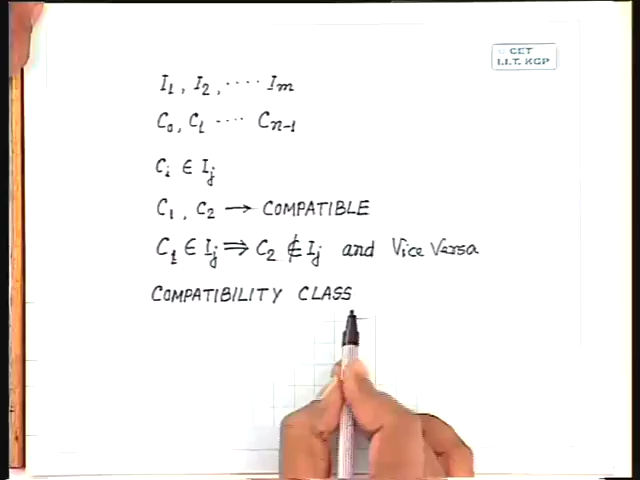 © CET
I.I.T. KGP
I₁, I₂, ···· Iₘ
C₀, C₁ ···· Cₙ₋₁
Cᵢ ∈ Iⱼ
C₁, C₂ → COMPATIBLE
C₁ ∈ Iⱼ ⇒ C₂ ∉ Iⱼ and Vice Versa
COMPATIBILITY CLASS